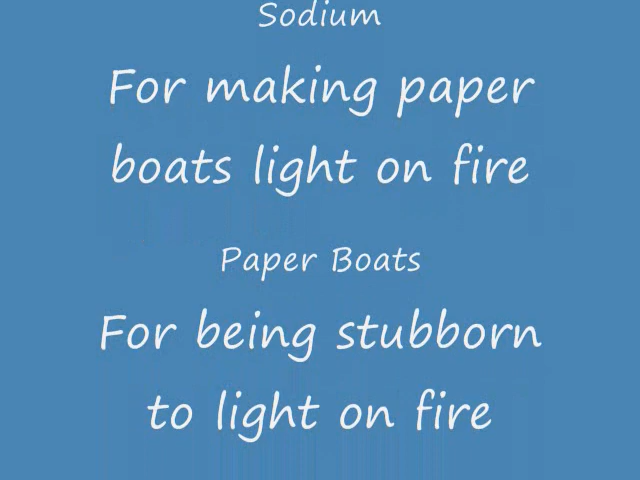 Sodium
For making paper
boats light on fire
Paper Boats
For being stubborn
to light on fire